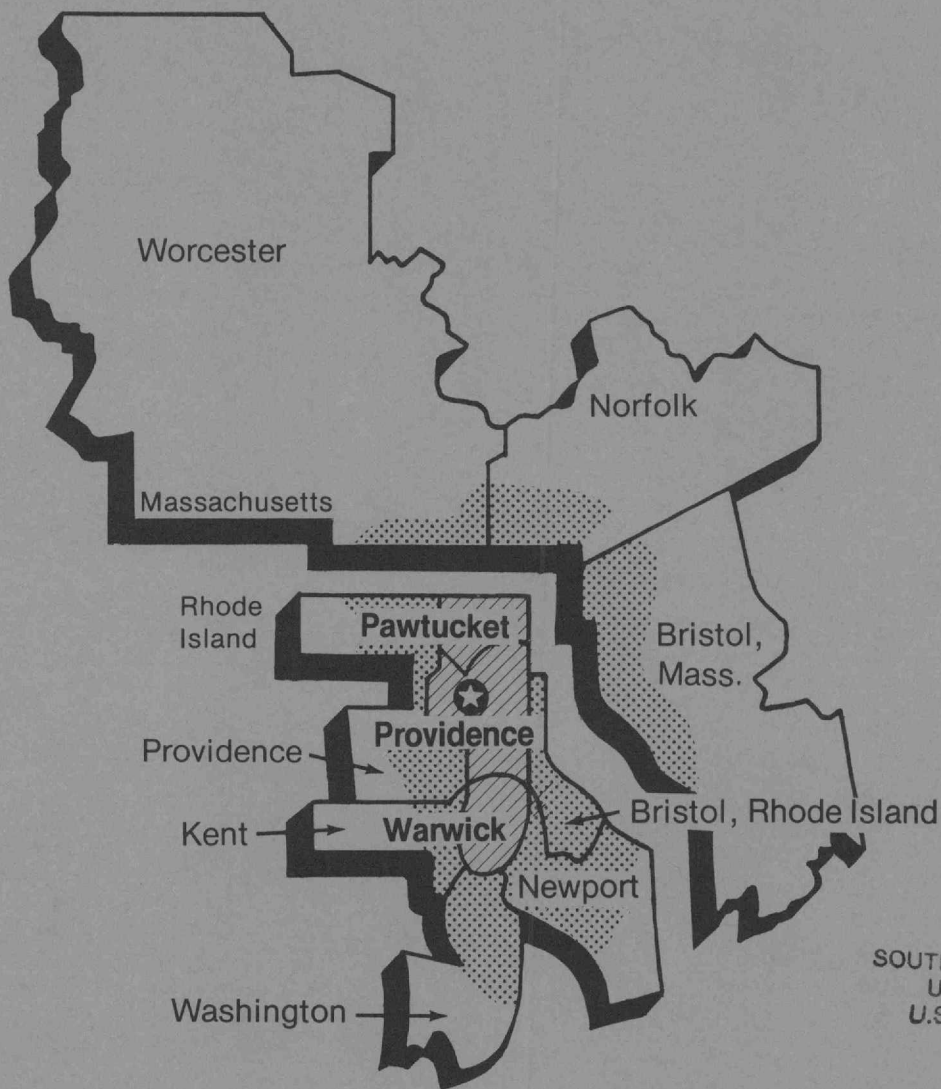 Worcester
Norfolk
Massachusetts
Rhode
Island
Pawtucket
Bristol,
Mass.
Providence
Providence
Bristol, Rhode Island
Kent
Warwick
Newport
Washington